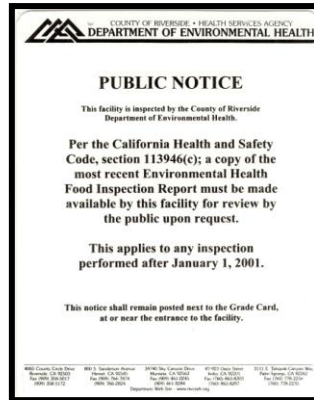 COUNTY OF RIVERSIDE • HEALTH SERVICES AGENCY
DEPARTMENT OF ENVIRONMENTAL HEALTH
PUBLIC NOTICE
This facility is inspected by the County of Riverside
Department of Environmental Health.
Per the California Health and Safety
Code, section 113946(c); a copy of the
most recent Environmental Health
Food Inspection Report must be made
available by this facility for review by
the public upon request.
This applies to any inspection
performed after January 1, 2001.
This notice shall remain posted next to the Grade Card,
at or near the entrance to the facility.